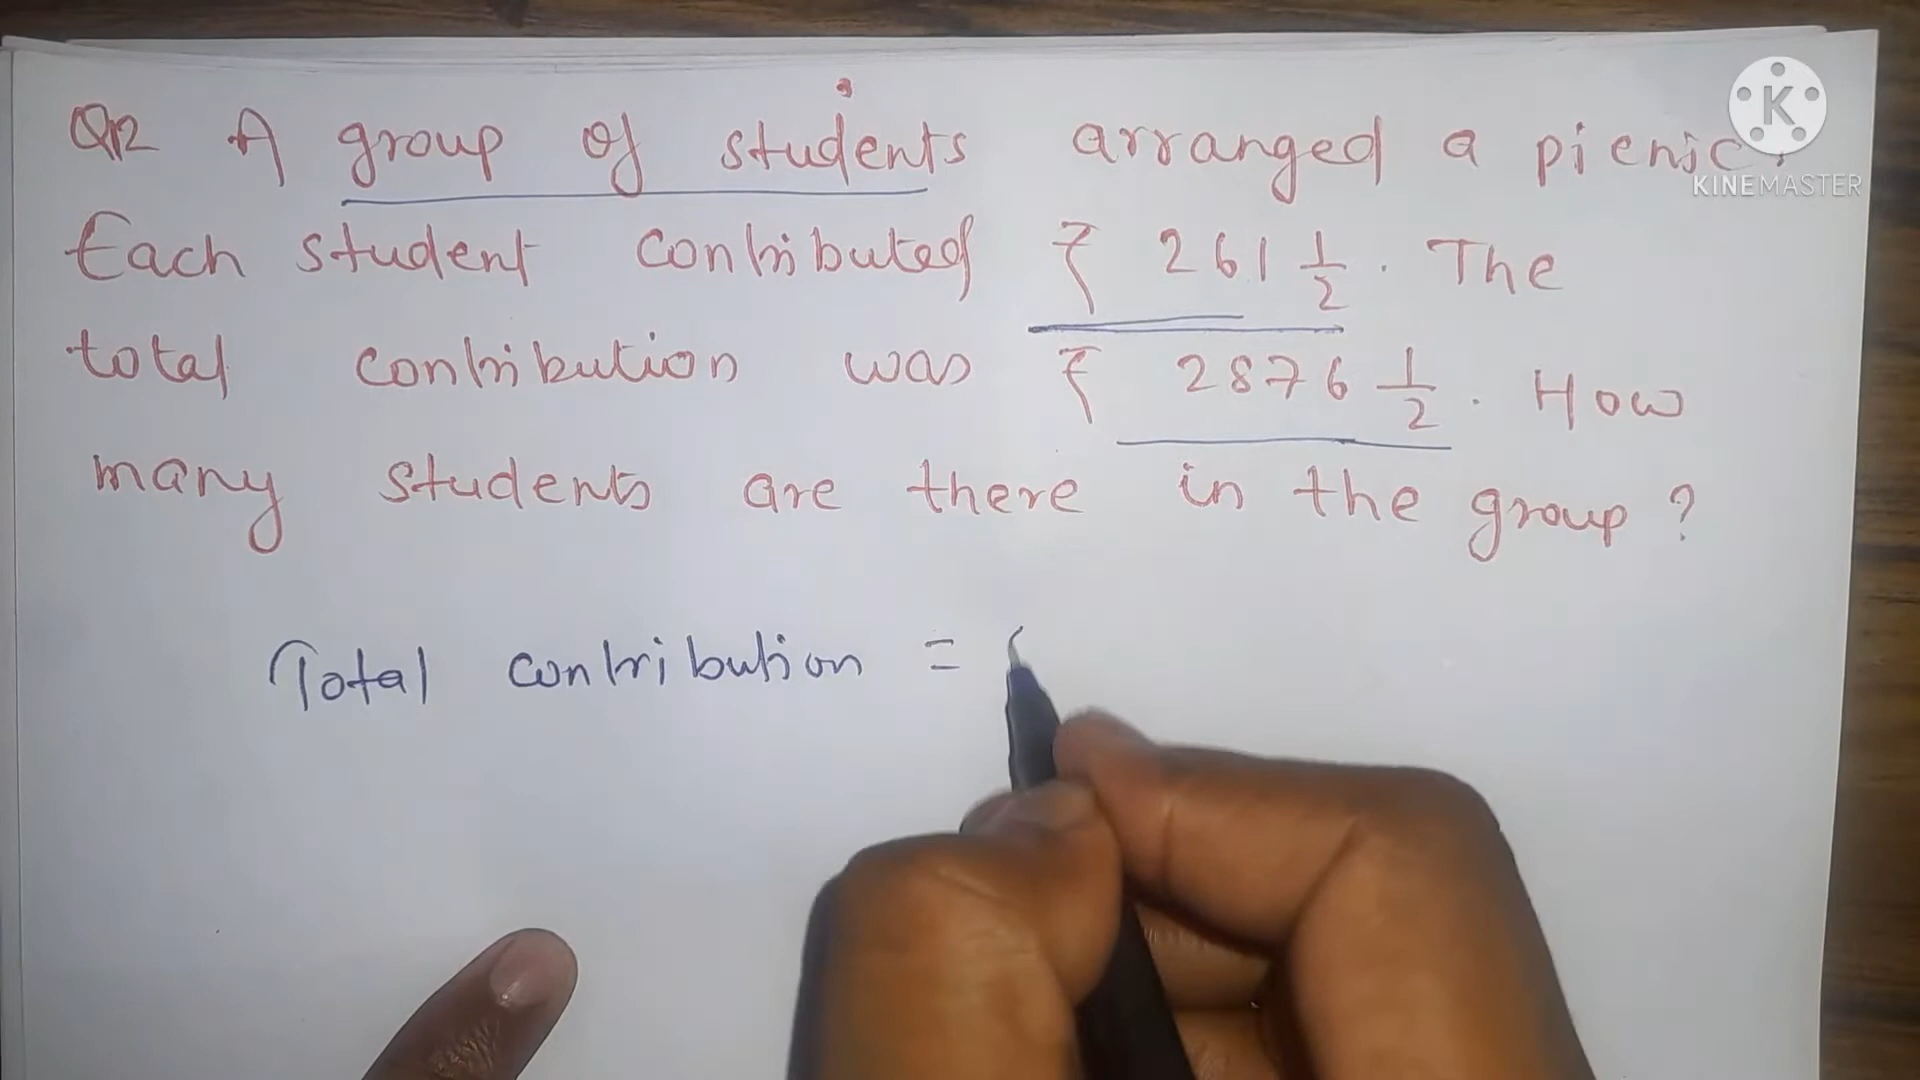 Q12 A group of students arranged a picnic.
Each student contributed ₹ 261 1/2. The
total contribution was ₹ 2876 1/2. How
many students are there in the group?
Total contribution =
K
KINEMASTER